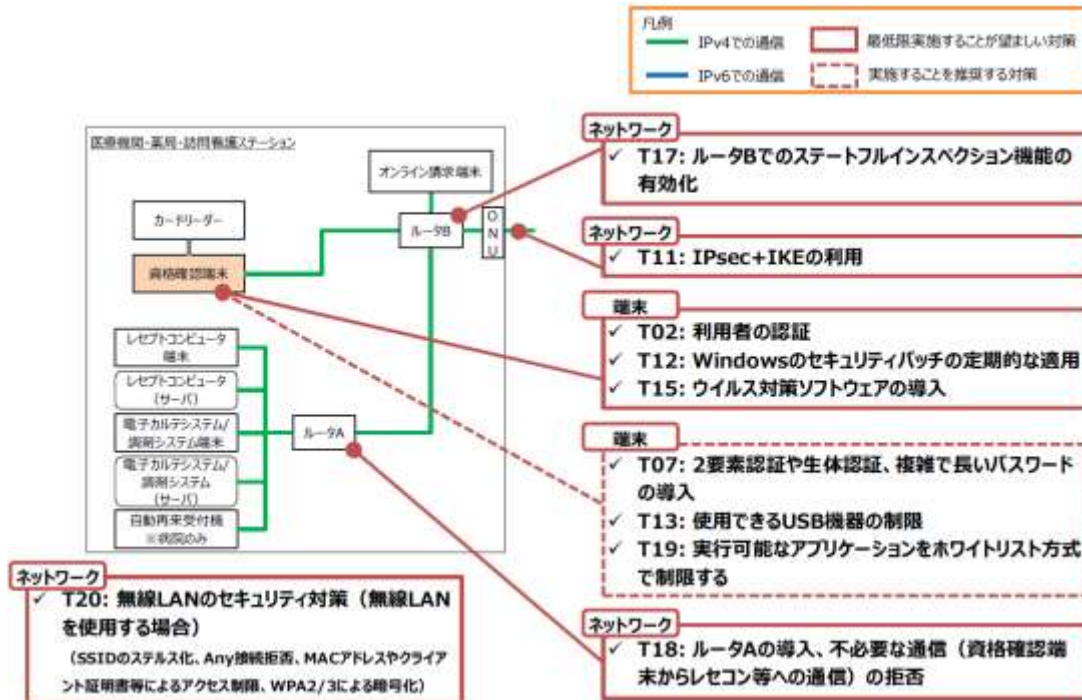 凡例
IPv4での通信
最低限実施することが望ましい対策
IPv6での通信
実施することを推奨する対策
医療機関・薬局・訪問看護ステーション
オンライン請求端末
カードリーダー
ルータB
ONU
資格確認端末
レセプトコンピュータ
端末
レセプトコンピュータ
(サーバ)
電子カルテシステム/
調剤システム端末
ルータA
電子カルテシステム/
調剤システム
(サーバ)
自動再来受付機
※病院のみ
ネットワーク
✓ T17: ルータBでのステートフルインスペクション機能の
有効化
ネットワーク
✓ T11: IPsec+IKEの利用
端末
✓ T02: 利用者の認証
✓ T12: Windowsのセキュリティパッチの定期的な適用
✓ T15: ウイルス対策ソフトウェアの導入
端末
✓ T07: 2要素認証や生体認証、複雑で長いパスワード
の導入
✓ T13: 使用できるUSB機器の制限
✓ T19: 実行可能なアプリケーションをホワイトリスト方式
で制限する
ネットワーク
✓ T18: ルータAの導入、不必要な通信（資格確認端
末からレセコン等への通信）の拒否
ネットワーク
✓ T20: 無線LANのセキュリティ対策（無線LAN
を使用する場合）
（SSIDのステルス化、Any接続拒否、MACアドレスやクライア
ント証明書等によるアクセス制限、WPA2/3による暗号化）